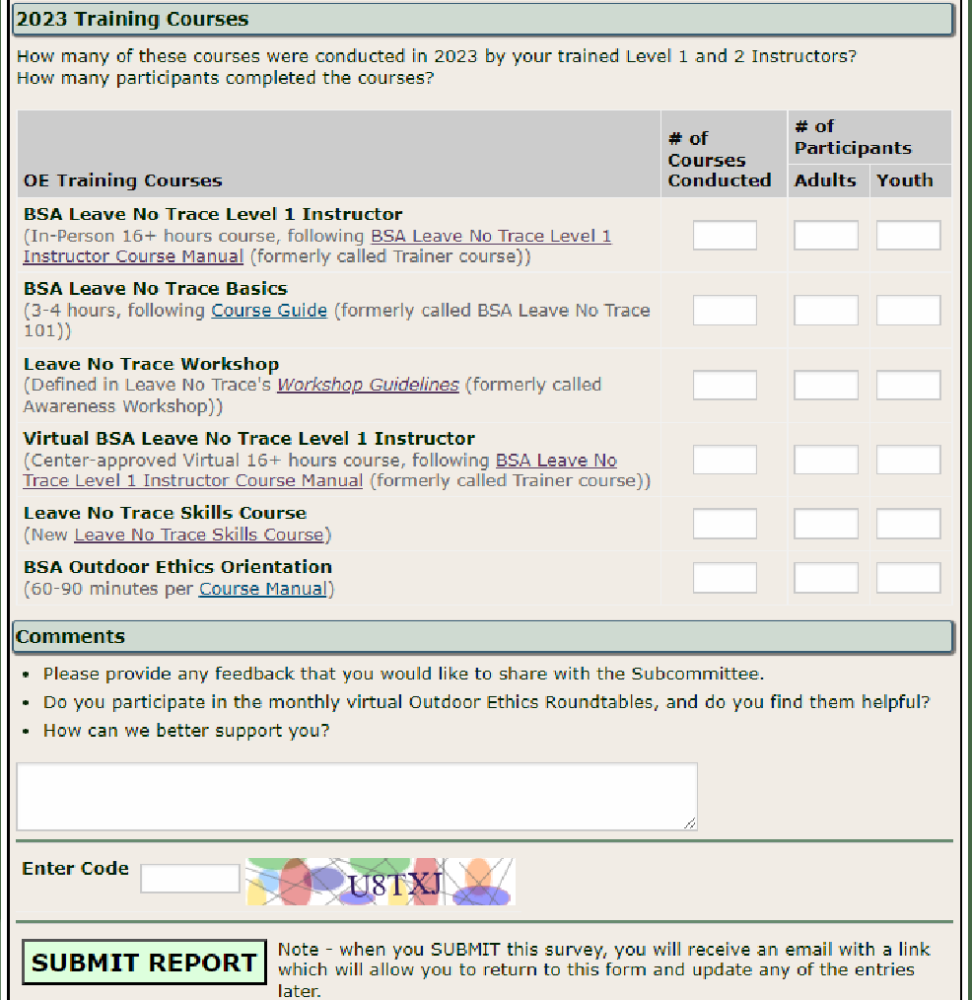 2023 Training Courses
How many of these courses were conducted in 2023 by your trained Level 1 and 2 Instructors?
How many participants completed the courses?
OE Training Courses
# of
Courses
Conducted
# of
Participants
Adults
Youth
BSA Leave No Trace Level 1 Instructor
(In-Person 16+ hours course, following BSA Leave No Trace Level 1
Instructor Course Manual (formerly called Trainer course))
BSA Leave No Trace Basics
(3-4 hours, following Course Guide (formerly called BSA Leave No Trace
101))
Leave No Trace Workshop
(Defined in Leave No Trace's Workshop Guidelines (formerly called
Awareness Workshop))
Virtual BSA Leave No Trace Level 1 Instructor
(Center-approved Virtual 16+ hours course, following BSA Leave No
Trace Level 1 Instructor Course Manual (formerly called Trainer course))
Leave No Trace Skills Course
(New Leave No Trace Skills Course)
BSA Outdoor Ethics Orientation
(60-90 minutes per Course Manual)
Comments
• Please provide any feedback that you would like to share with the Subcommittee.
• Do you participate in the monthly virtual Outdoor Ethics Roundtables, and do you find them helpful?
• How can we better support you?
Enter Code
U8TXJ
SUBMIT REPORT
Note - when you SUBMIT this survey, you will receive an email with a link
which will allow you to return to this form and update any of the entries
later.